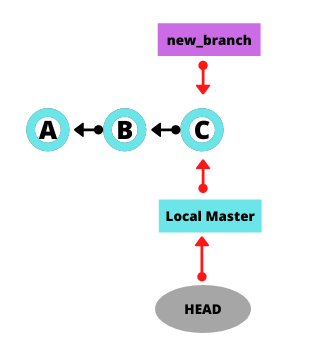 new_branch
A B C
Local Master
HEAD